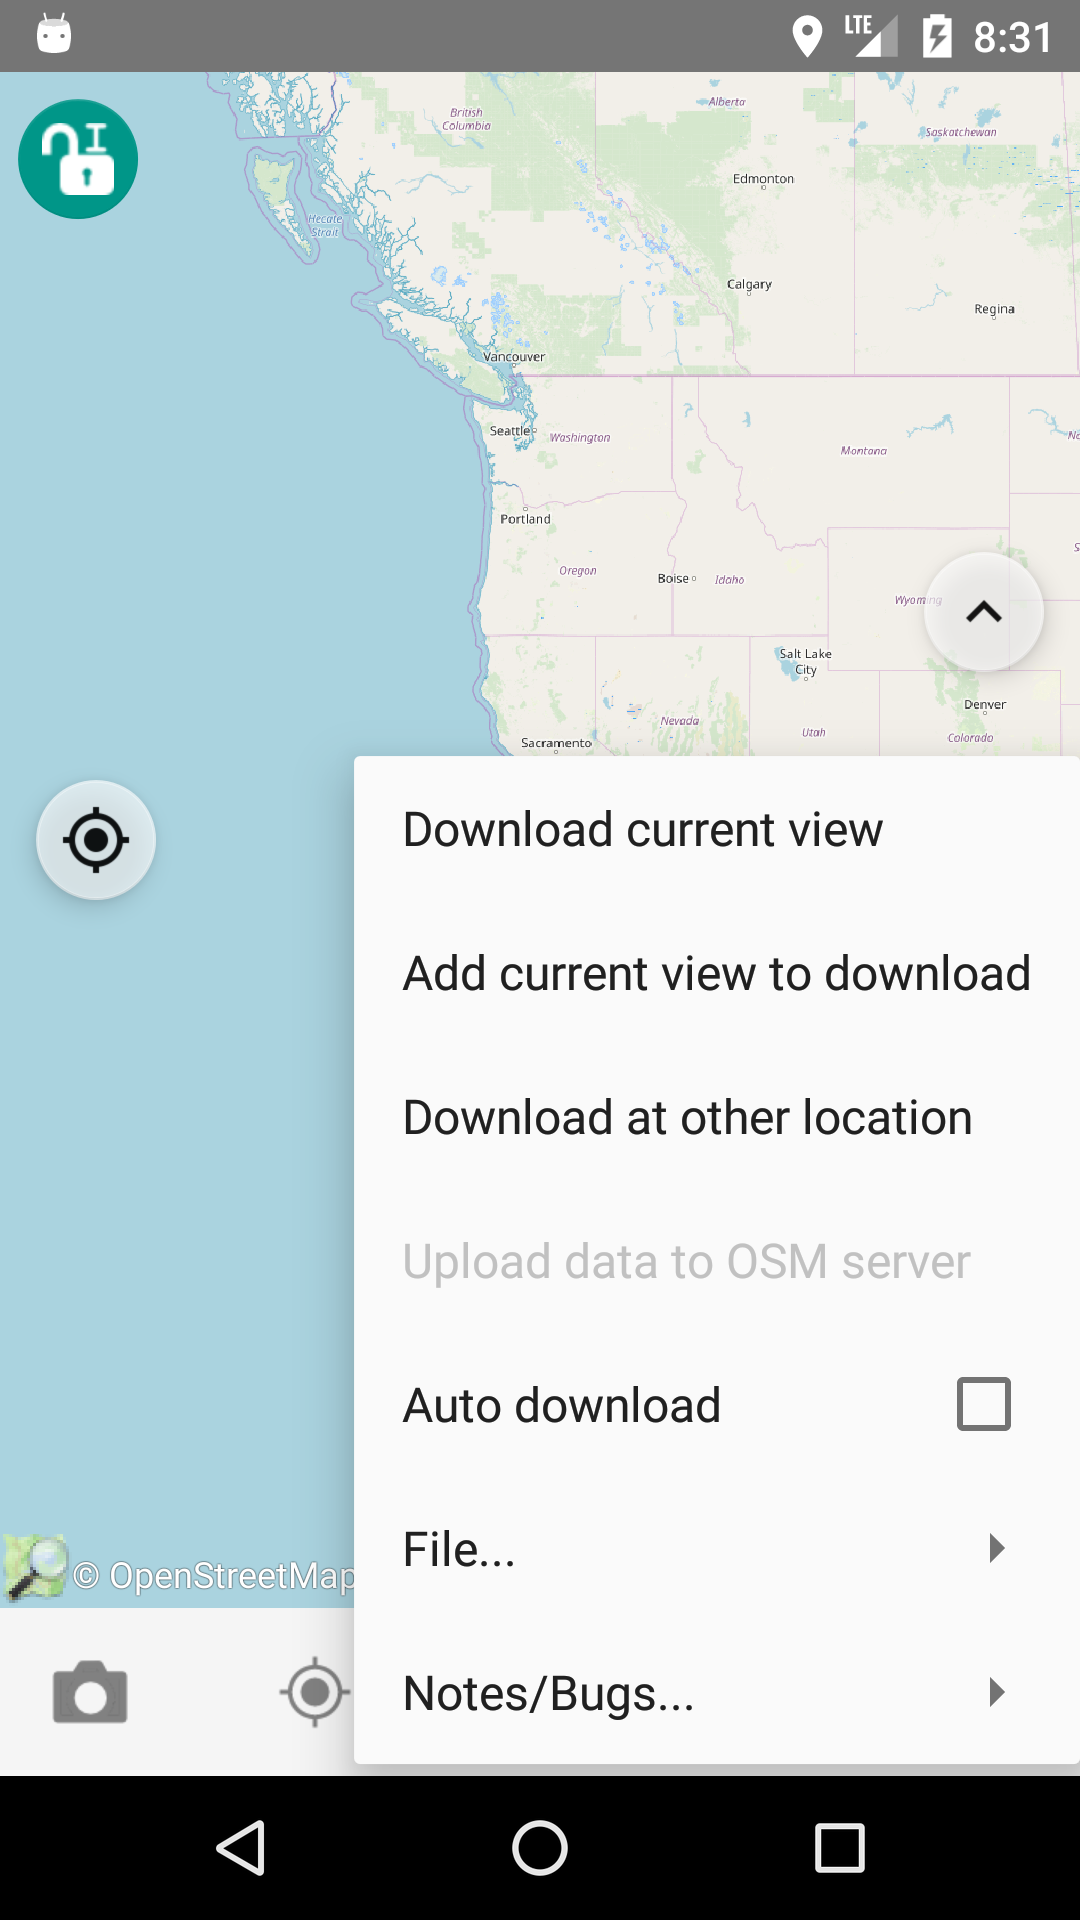 LTE 8:31
British
Columbia
Alberta
Saskatchewan
Edmonton
Hecate
Strait
Calgary
Regina
Vancouver
Seattle
Washington
Montana
Portland
Oregon
Boise
Idaho
Wyoming
Salt Lake
City
Denver
Nevada
Utah
Colorado
Sacramento
Download current view
Add current view to download
Download at other location
Upload data to OSM server
Auto download
File...
© OpenStreetMap
Notes/Bugs...